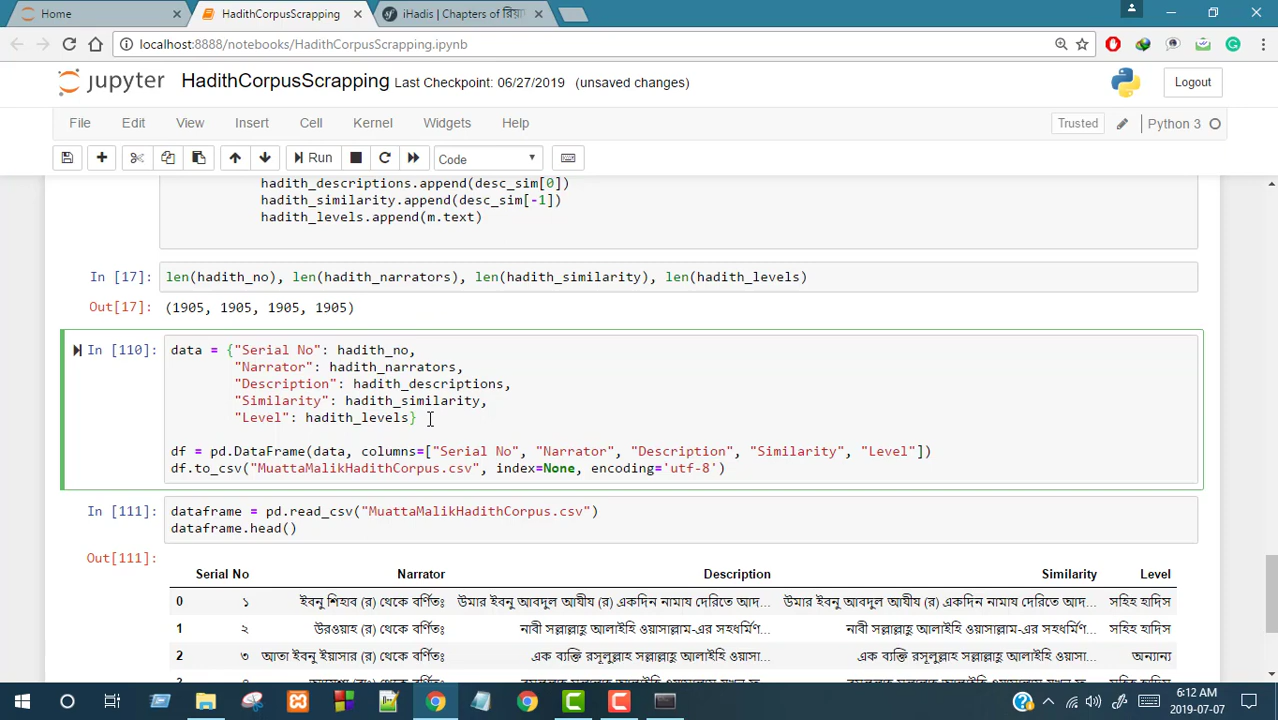 Home
HadithCorpusScrapping
iHadis | Chapters of
localhost:8888/notebooks/HadithCorpusScrapping.ipynb
jupyter HadithCorpusScrapping Last Checkpoint: 06/27/2019 (unsaved changes)
Logout
File Edit View Insert Cell Kernel Widgets Help
Trusted Python 3
Run Code
hadith_descriptions.append(desc_sim[0])
hadith_similarity.append(desc_sim[-1])
hadith_levels.append(m.text)
In [17]: len(hadith_no), len(hadith_narrators), len(hadith_similarity), len(hadith_levels)
Out[17]: (1905, 1905, 1905, 1905)
In [110]: data = {"Serial No": hadith_no,
"Narrator": hadith_narrators,
"Description": hadith_descriptions,
"Similarity": hadith_similarity,
"Level": hadith_levels}
df = pd.DataFrame(data, columns=["Serial No", "Narrator", "Description", "Similarity", "Level"])
df.to_csv("MuattaMalikHadithCorpus.csv", index=None, encoding='utf-8')
In [111]: dataframe = pd.read_csv("MuattaMalikHadithCorpus.csv")
dataframe.head()
Out[111]:
Serial No Narrator Description Similarity Level
0 ১ ইবনু শিহাব (র) থেকে বর্ণিতঃ উমার ইবনু আবদুল আযীয (র) একদিন নামায দেরিতে আদ... উমার ইবনু আবদুল আযীয (র) একদিন নামায দেরিতে আদ... সহিহ হাদিস
1 ২ উরওয়াহ (র) থেকে বর্ণিতঃ নাবী সল্লাল্লাহু আলাইহি ওয়াসাল্লাম-এর সহধর্মিণ... নাবী সল্লাল্লাহু আলাইহি ওয়াসাল্লাম-এর সহধর্মিণ... সহিহ হাদিস
2 ৩ আতা ইবনু ইয়াসার (র) থেকে বর্ণিতঃ এক ব্যক্তি রসূলুল্লাহ সল্লাল্লাহু আলাইহি ওয়াসা... এক ব্যক্তি রসূলুল্লাহ সল্লাল্লাহু আলাইহি ওয়াসা... অন্যান্য
6:12 AM
2019-07-07